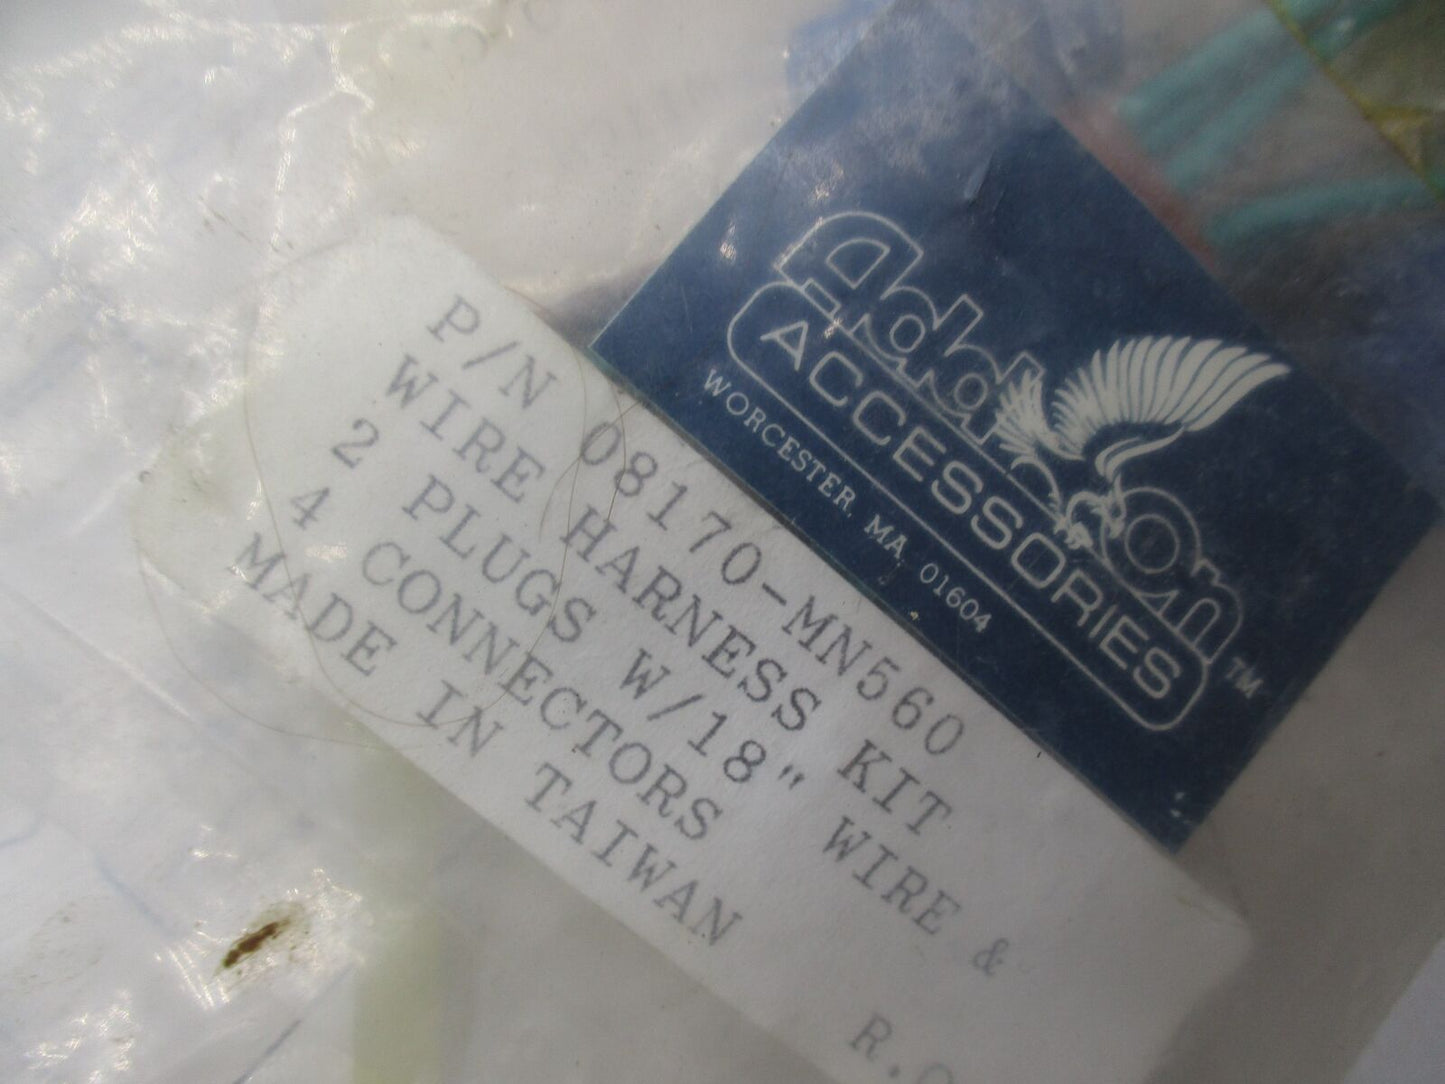 Add On
ACCESSORIES
TM
WORCESTER, MA, 01604
P/N 08170-MN560
WIRE HARNESS KIT
2 PLUGS W/18" WIRE &
4 CONNECTORS
MADE IN TAIWAN
R.O